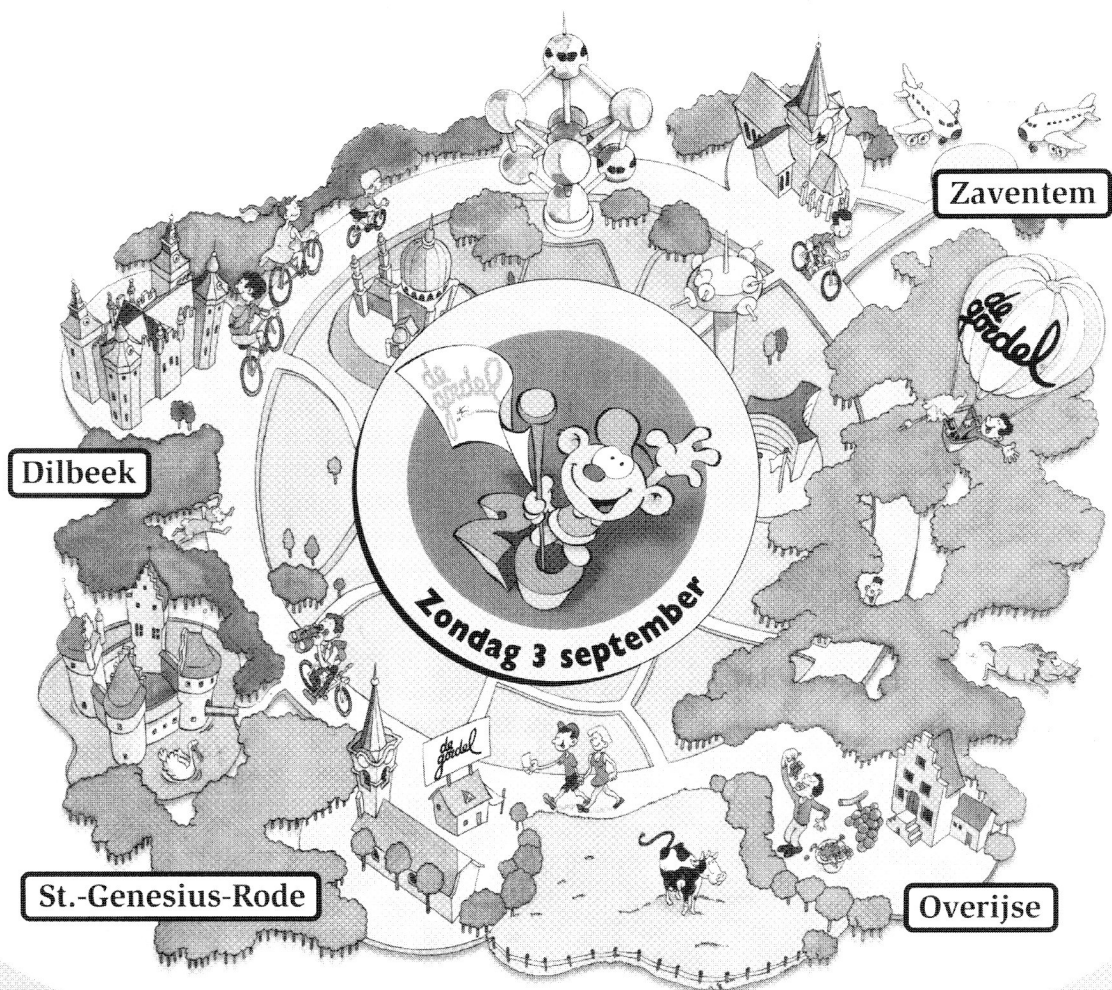 Zaventem
de
gordel
de
gordel
Dilbeek
Zondag 3 september
de
gordel
St.-Genesius-Rode
Overijse